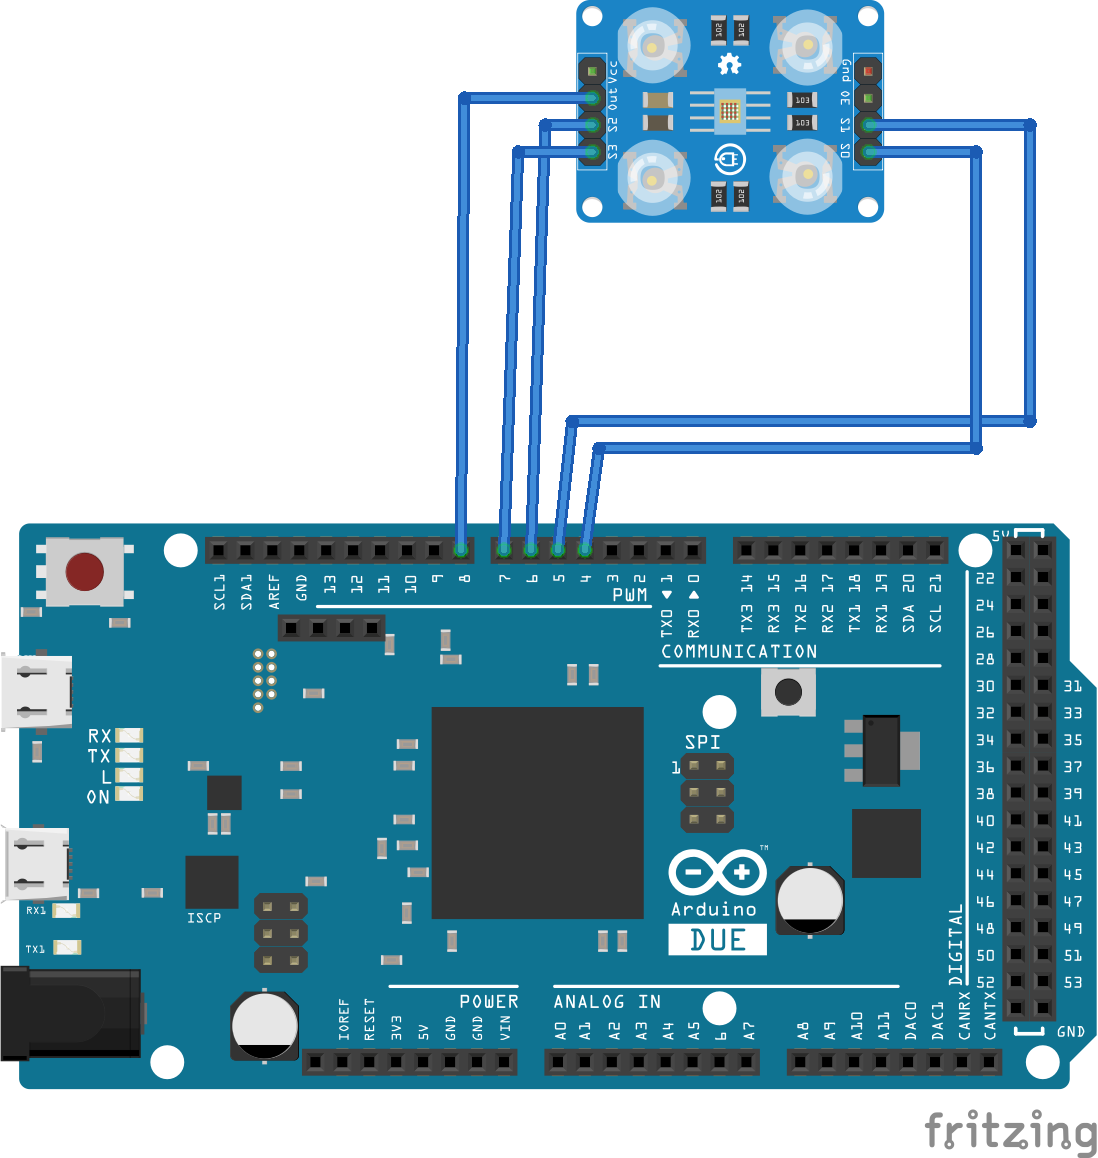 102 102
Vcc Gnd
Out OE
S2 S1
S3 S0
103
103
102 102
5V
SCL1 SDA1 AREF GND 13 12 11 10 9 8 7 6 5 4 3 2 TX0 1 RX0 0
TX3 14 RX3 15 TX2 16 RX2 17 TX1 18 RX1 19 SDA 20 SCL 21
PWM
COMMUNICATION
22
24
26
28
30 31
32 33
34 35
36 37
38 39
40 41
42 43
44 45
46 47
48 49
50 51
52 53
DIGITAL
GND
RX
TX
L
ON
SPI
1
ISCP
RX1
TX1
TM
Arduino
DUE
POWER
ANALOG IN
IOREF RESET 3V3 5V GND GND VIN
A0 A1 A2 A3 A4 A5 6 A7
A8 A9 A10 A11 DAC0 DAC1 CANRX CANTX
fritzing